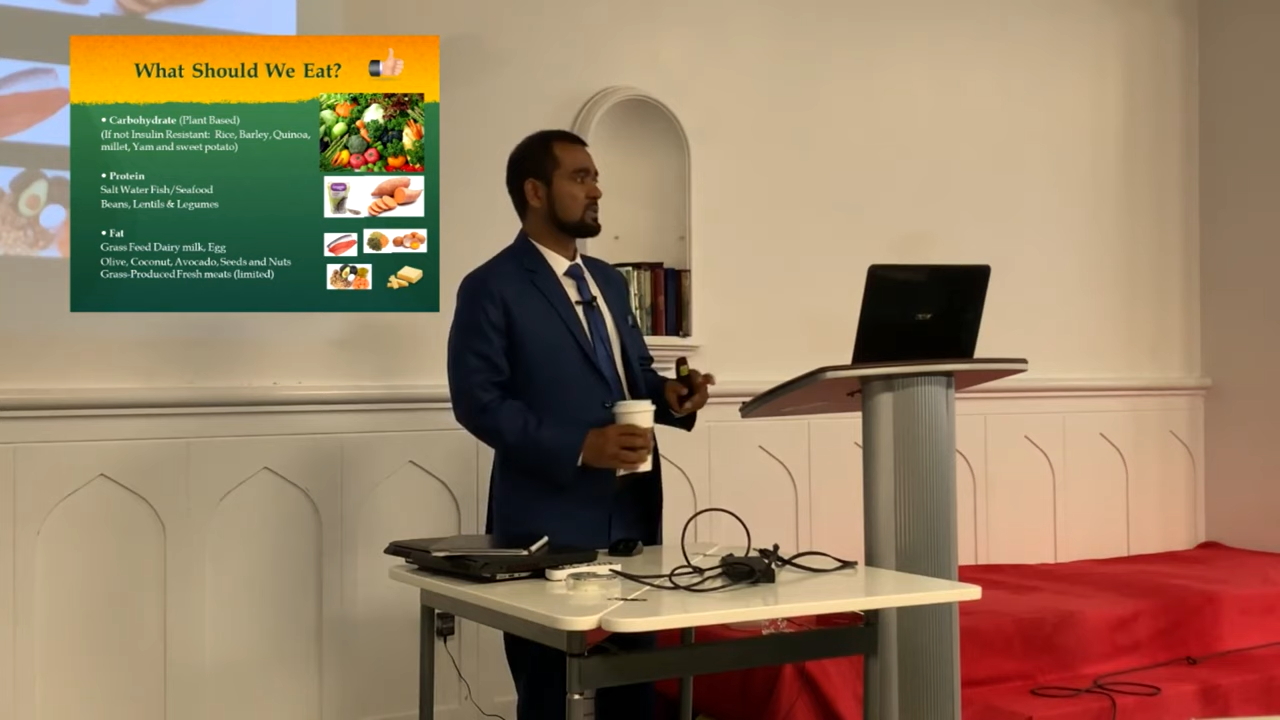 What Should We Eat?
• Carbohydrate (Plant Based)
(If not Insulin Resistant: Rice, Barley, Quinoa,
millet, Yam and sweet potato)
• Protein
Salt Water Fish/Seafood
Beans, Lentils & Legumes
• Fat
Grass Feed Dairy milk, Egg
Olive, Coconut, Avocado, Seeds and Nuts
Grass-Produced Fresh meats (limited)
acer